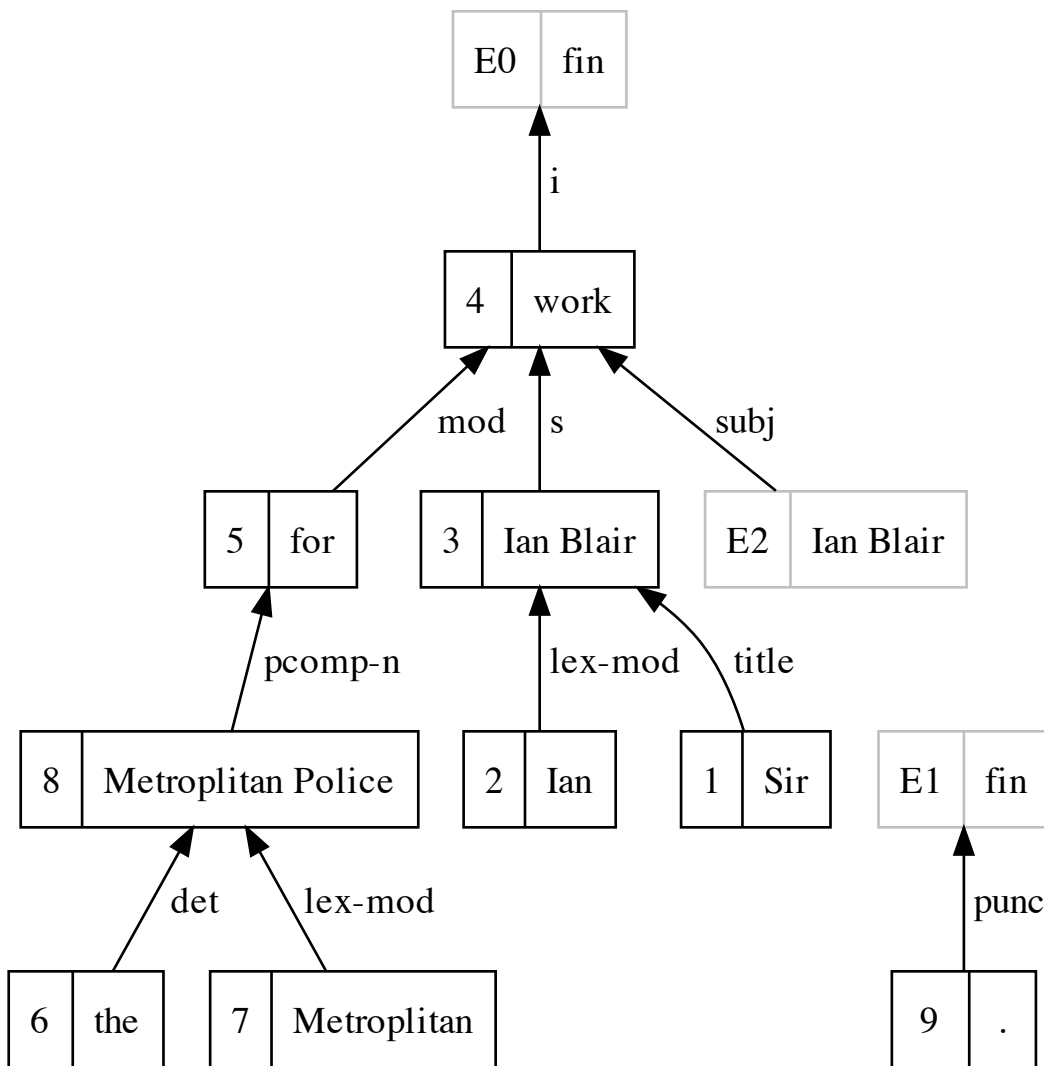 E0 fin
i
4 work
mod s subj
5 for 3 Ian Blair E2 Ian Blair
pcomp-n lex-mod title
8 Metroplitan Police 2 Ian 1 Sir E1 fin
det lex-mod punc
6 the 7 Metroplitan 9 .